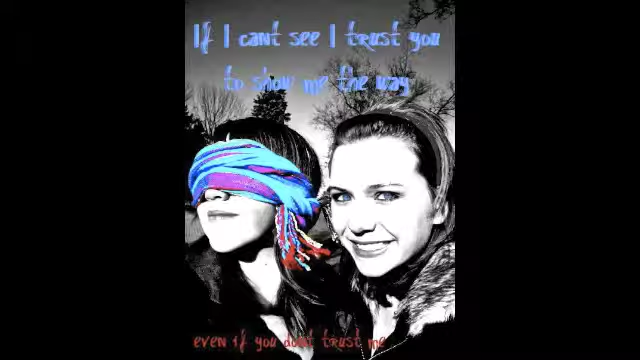 If I cant see I trust you
to show me the way
even if you dont trust me